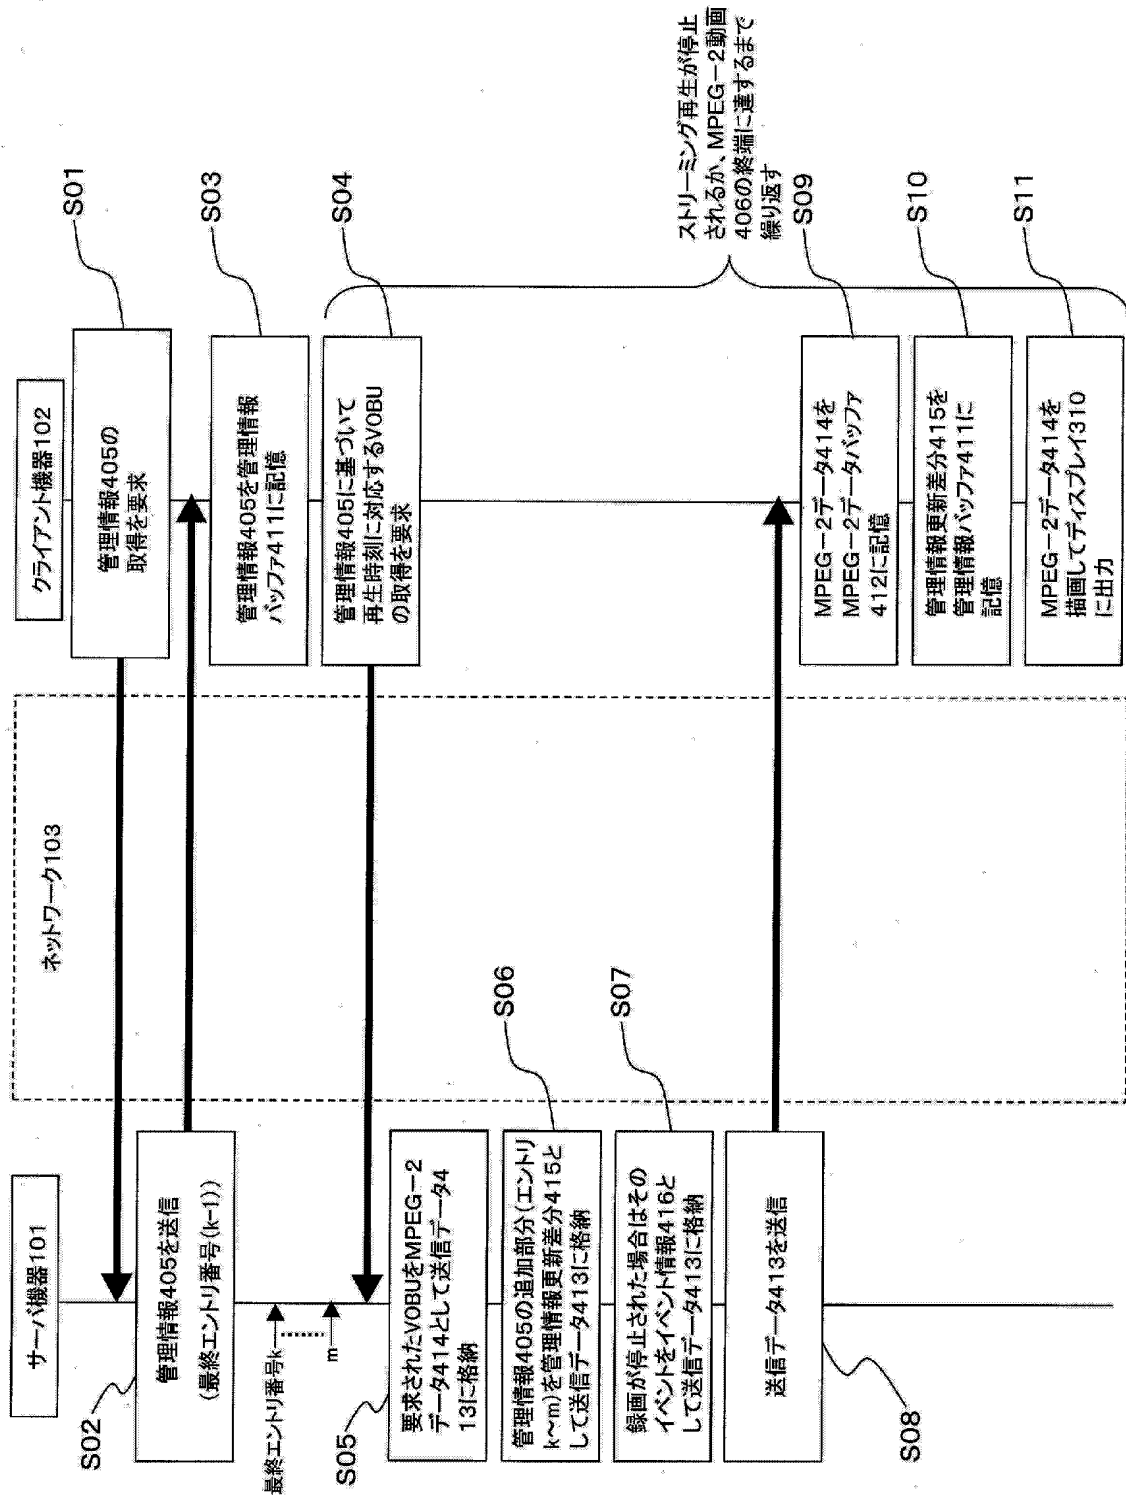 サーバ機器101
ネットワーク103
クライアント機器102
管理情報405の
取得を要求
S01
S02
管理情報405を送信
(最終エントリ番号(k-1))
管理情報405を管理情報
バッファ411に記憶
S03
最終エントリ番号k
m
管理情報405に基づいて
再生時刻に対応するVOBU
の取得を要求
S04
S05
要求されたVOBUをMPEG-2
データ414として送信データ4
13に格納
管理情報405の追加部分(エントリ
k~m)を管理情報更新差分415と
して送信データ413に格納
S06
録画が停止された場合はその
イベントをイベント情報416と
して送信データ413に格納
S07
送信データ413を送信
S08
ストリーミング再生が停止
されるか、MPEG-2動画
406の終端に達するまで
繰り返す
MPEG-2データ414を
MPEG-2データバッファ
412に記憶
S09
管理情報更新差分415を
管理情報バッファ411に
記憶
S10
MPEG-2データ414を
描画してディスプレイ310
に出力
S11